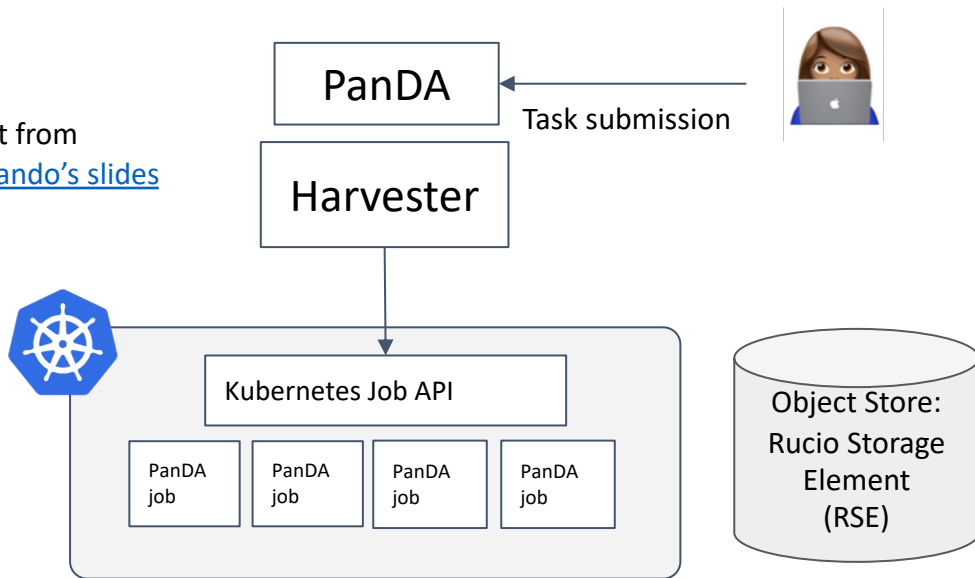 PanDA
Task submission
t from
ando’s slides
Harvester
Kubernetes Job API
PanDA
job
PanDA
job
PanDA
job
PanDA
job
Object Store:
Rucio Storage
Element
(RSE)